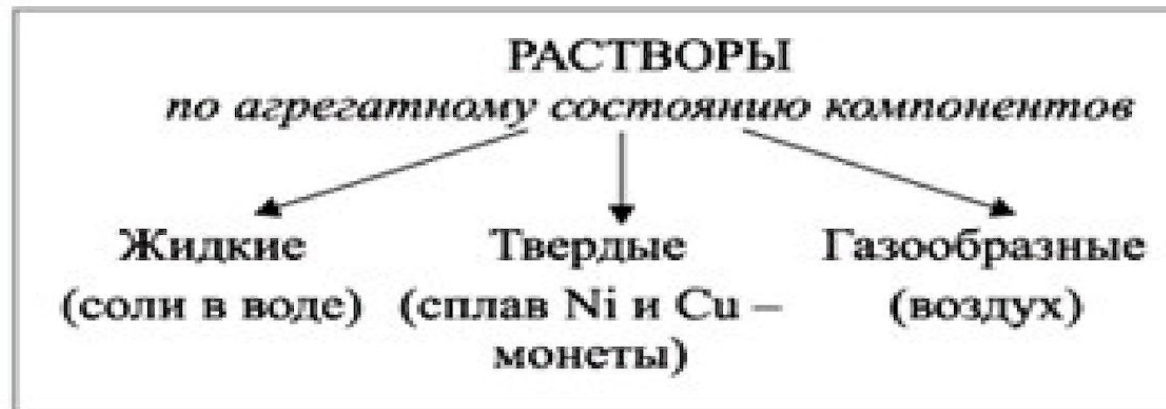 РАСТВОРЫ
по агрегатному состоянию компонентов
Жидкие
(соли в воде)
Твердые
(сплав Ni и Cu –
монеты)
Газообразные
(воздух)